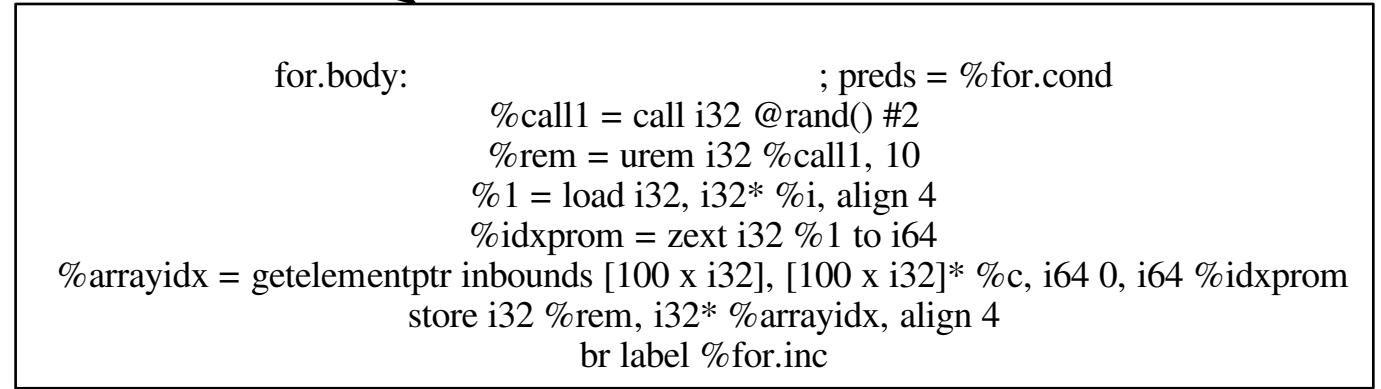 for.body: ; preds = %for.cond
%call1 = call i32 @rand() #2
%rem = urem i32 %call1, 10
%1 = load i32, i32* %i, align 4
%idxprom = zext i32 %1 to i64
%arrayidx = getelementptr inbounds [100 x i32], [100 x i32]* %c, i64 0, i64 %idxprom
store i32 %rem, i32* %arrayidx, align 4
br label %for.inc